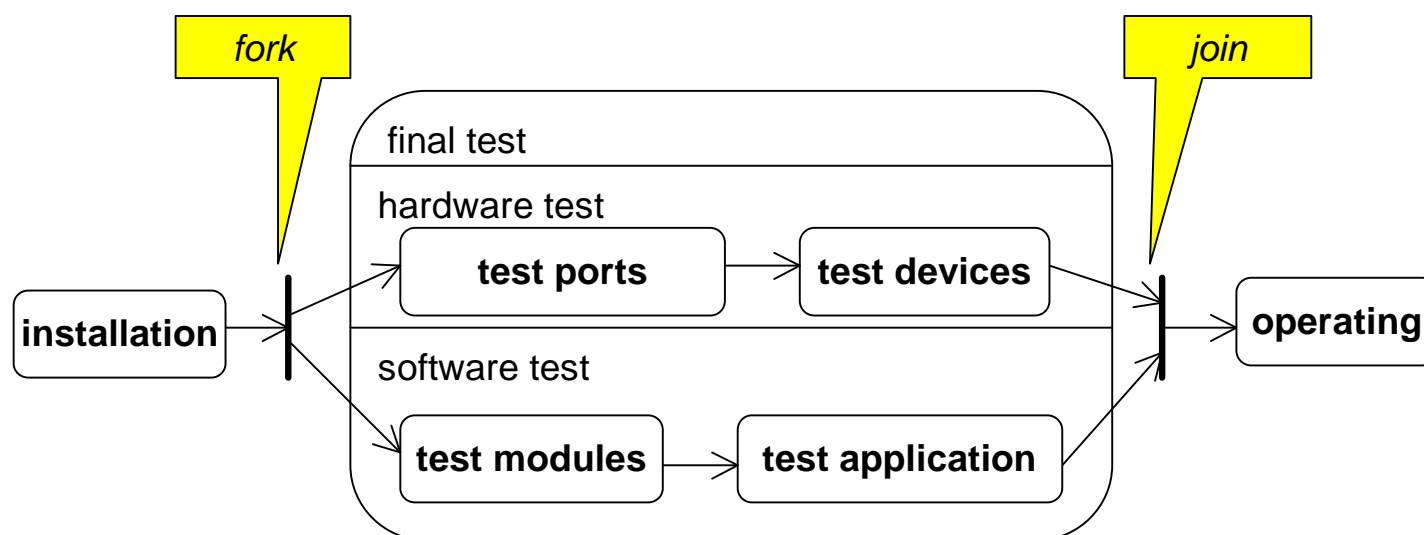 fork
join
final test
hardware test
test ports
test devices
installation
operating
software test
test modules
test application